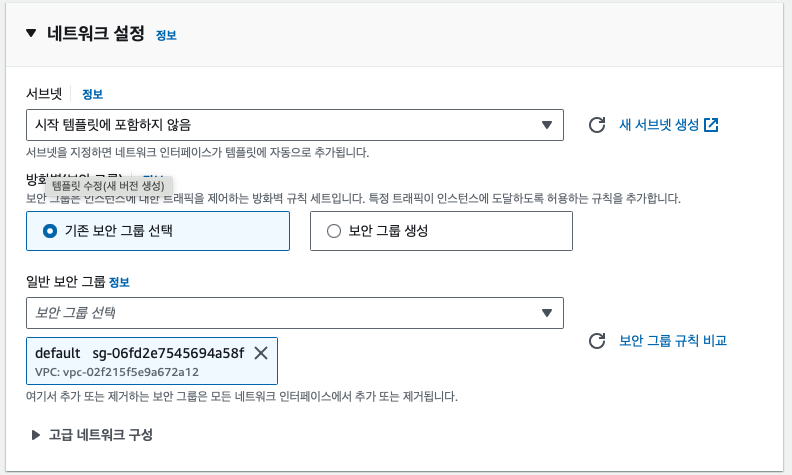 네트워크 설정 정보
서브넷 정보
시작 템플릿에 포함하지 않음
새 서브넷 생성
서브넷을 지정하면 네트워크 인터페이스가 템플릿에 자동으로 추가됩니다.
방화벽(보안 그룹) 정보
템플릿 수정(새 버전 생성)
보안 그룹은 인스턴스에 대한 트래픽을 제어하는 방화벽 규칙 세트입니다. 특정 트래픽이 인스턴스에 도달하도록 허용하는 규칙을 추가합니다.
기존 보안 그룹 선택
보안 그룹 생성
일반 보안 그룹 정보
보안 그룹 선택
default sg-06fd2e7545694a58f
VPC: vpc-02f215f5e9a672a12
보안 그룹 규칙 비교
여기서 추가 또는 제거하는 보안 그룹은 모든 네트워크 인터페이스에서 추가 또는 제거됩니다.
고급 네트워크 구성